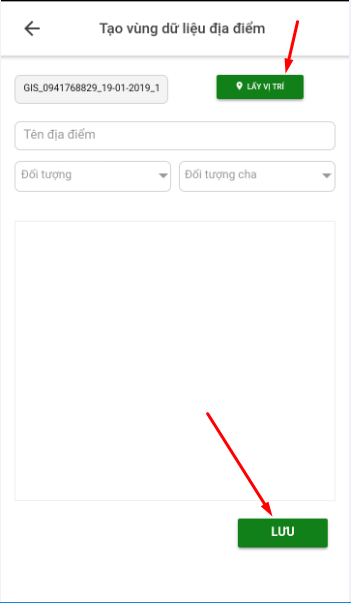 Tạo vùng dữ liệu địa điểm
GIS_0941768829_19-01-2019_1
LẤY VỊ TRÍ
Tên địa điểm
Đối tượng
Đối tượng cha
LƯU